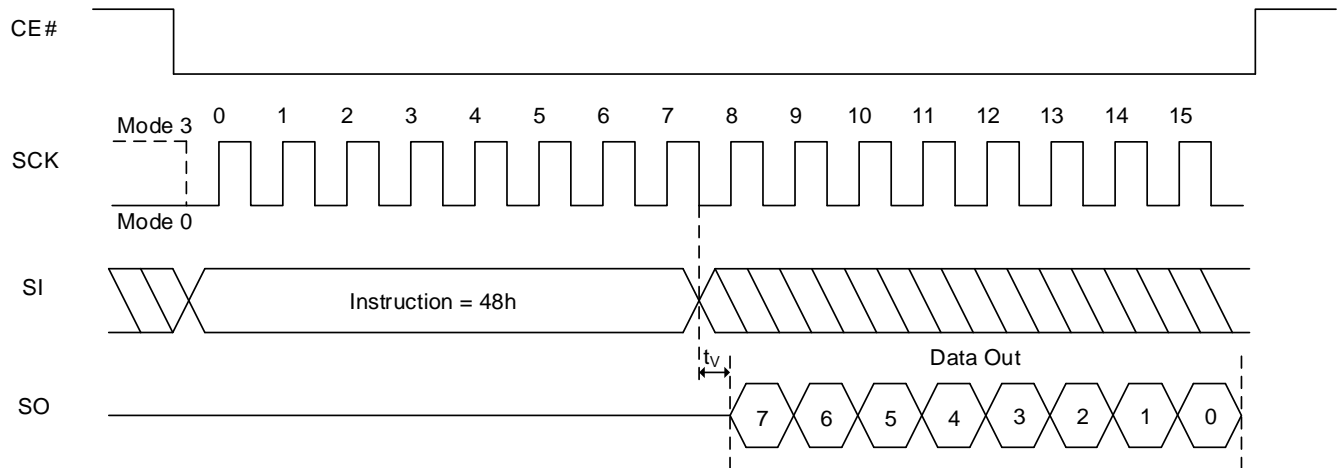 CE#
0 1 2 3 4 5 6 7 8 9 10 11 12 13 14 15
Mode 3
SCK
Mode 0
SI
Instruction = 48h
tV
Data Out
SO
7 6 5 4 3 2 1 0